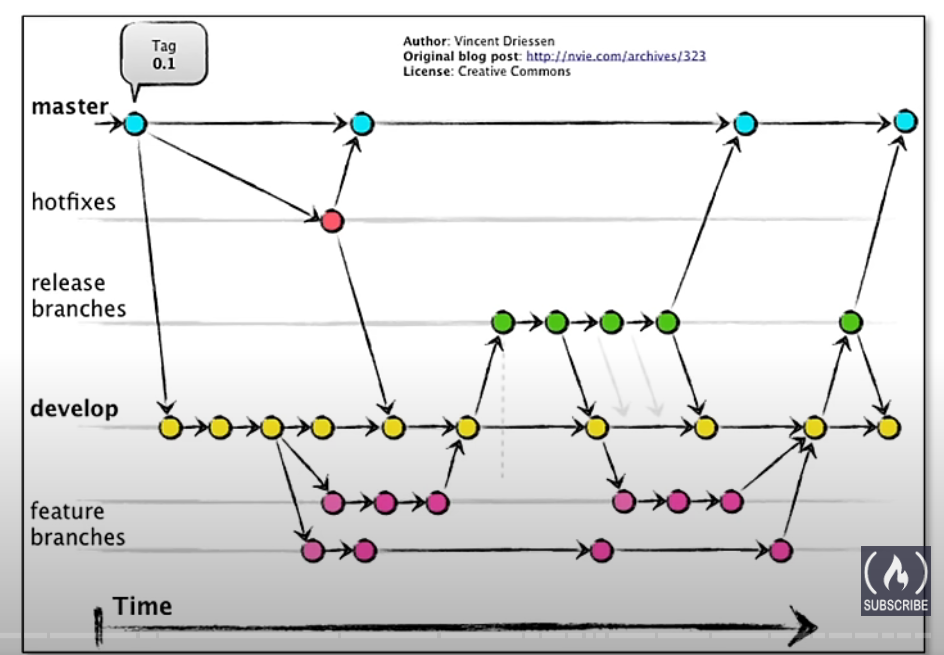 Tag
0.1
Author: Vincent Driessen
Original blog post: http://nvie.com/archives/323
License: Creative Commons
master
hotfixes
release
branches
develop
feature
branches
Time
SUBSCRIBE